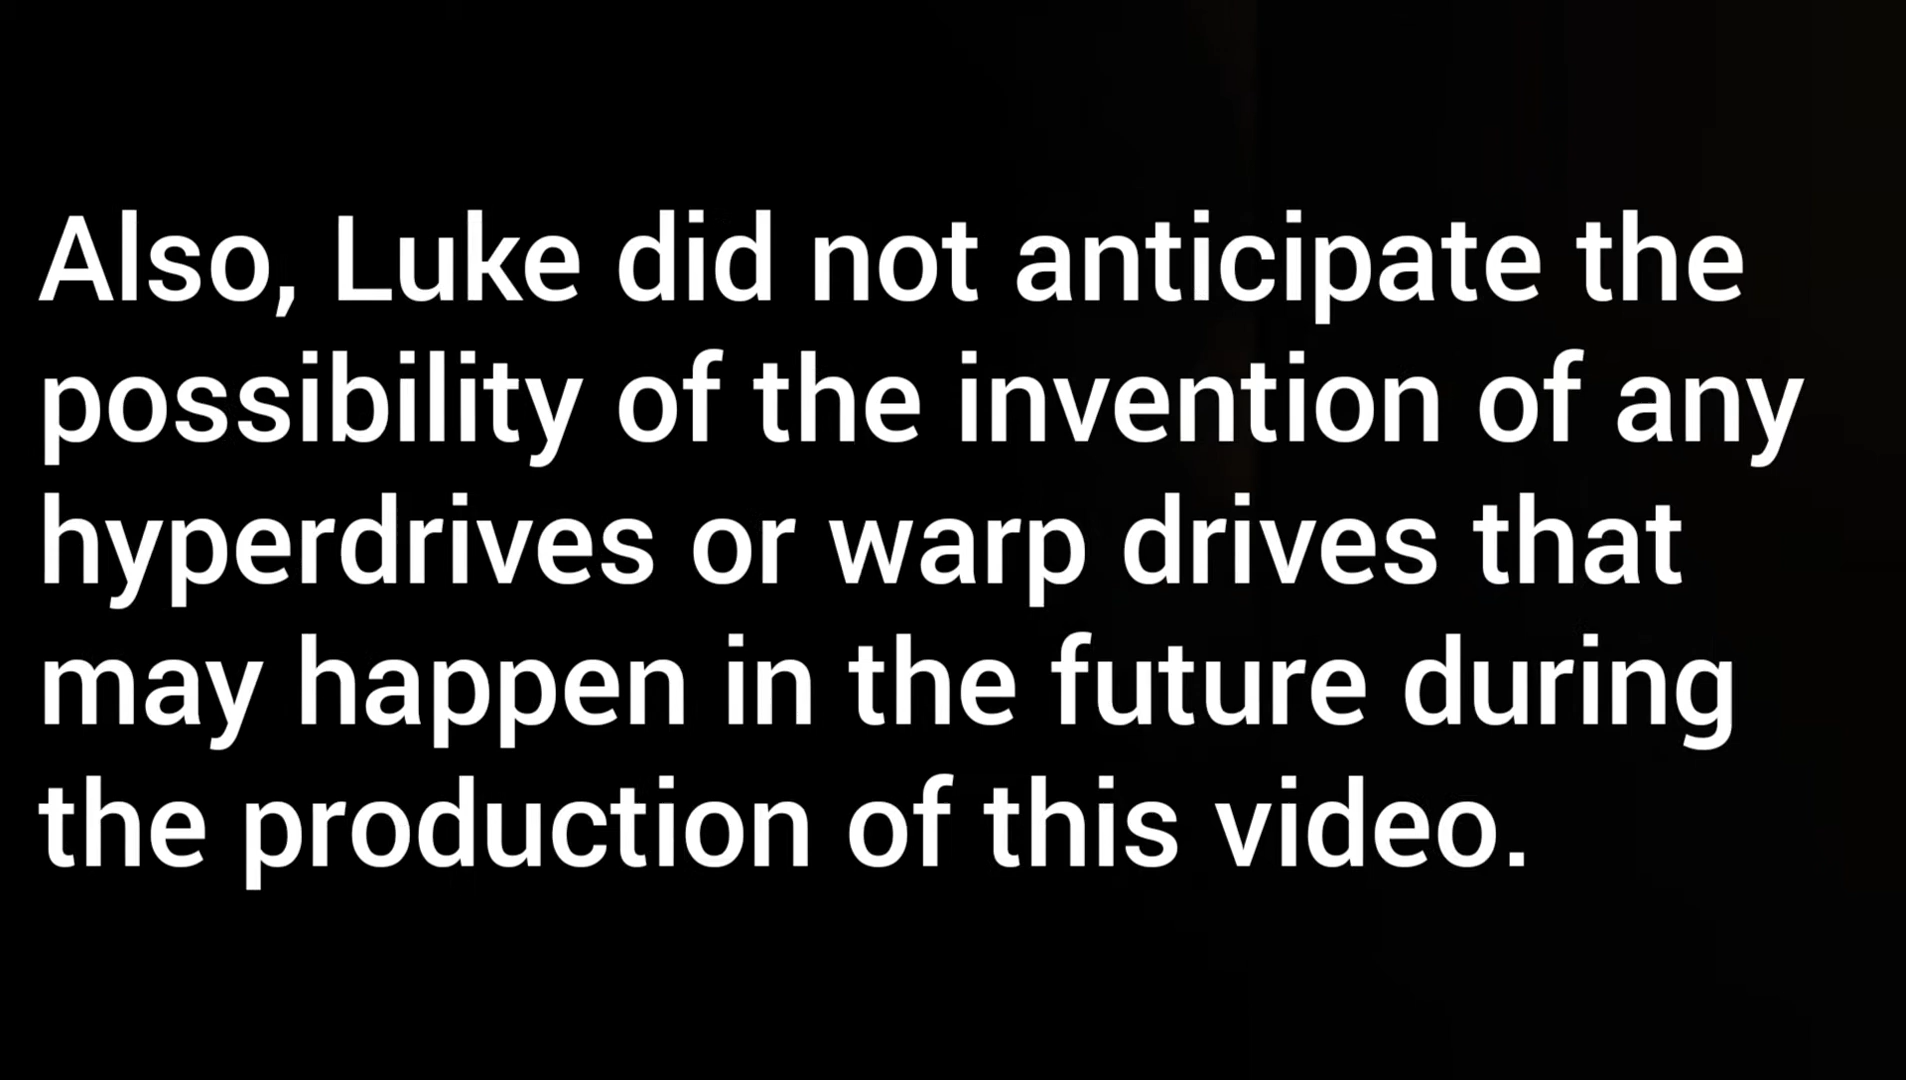 Also, Luke did not anticipate the
possibility of the invention of any
hyperdrives or warp drives that
may happen in the future during
the production of this video.